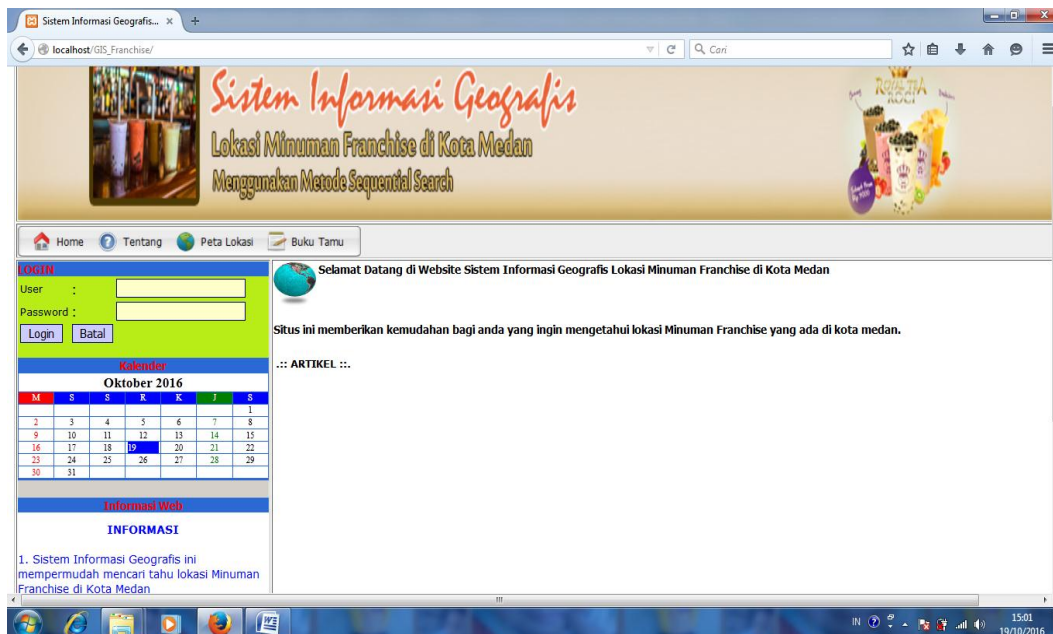 Sistem Informasi Geografis... × +
localhost/GIS_Franchise/
Cari
Sistem Informasi Geografis
Lokasi Minuman Franchise di Kota Medan
Menggunakan Metode Sequential Search
Home Tentang Peta Lokasi Buku Tamu
LOGIN
User :
Password :
Login Batal
Selamat Datang di Website Sistem Informasi Geografis Lokasi Minuman Franchise di Kota Medan
Situs ini memberikan kemudahan bagi anda yang ingin mengetahui lokasi Minuman Franchise yang ada di kota medan.
.:: ARTIKEL ::.
Kalender
Oktober 2016
M S S R K J S
1
2 3 4 5 6 7 8
9 10 11 12 13 14 15
16 17 18 19 20 21 22
23 24 25 26 27 28 29
30 31
Informasi Web
INFORMASI
1. Sistem Informasi Geografis ini
mempermudah mencari tahu lokasi Minuman
Franchise di Kota Medan
IN
15:01
19/10/2016